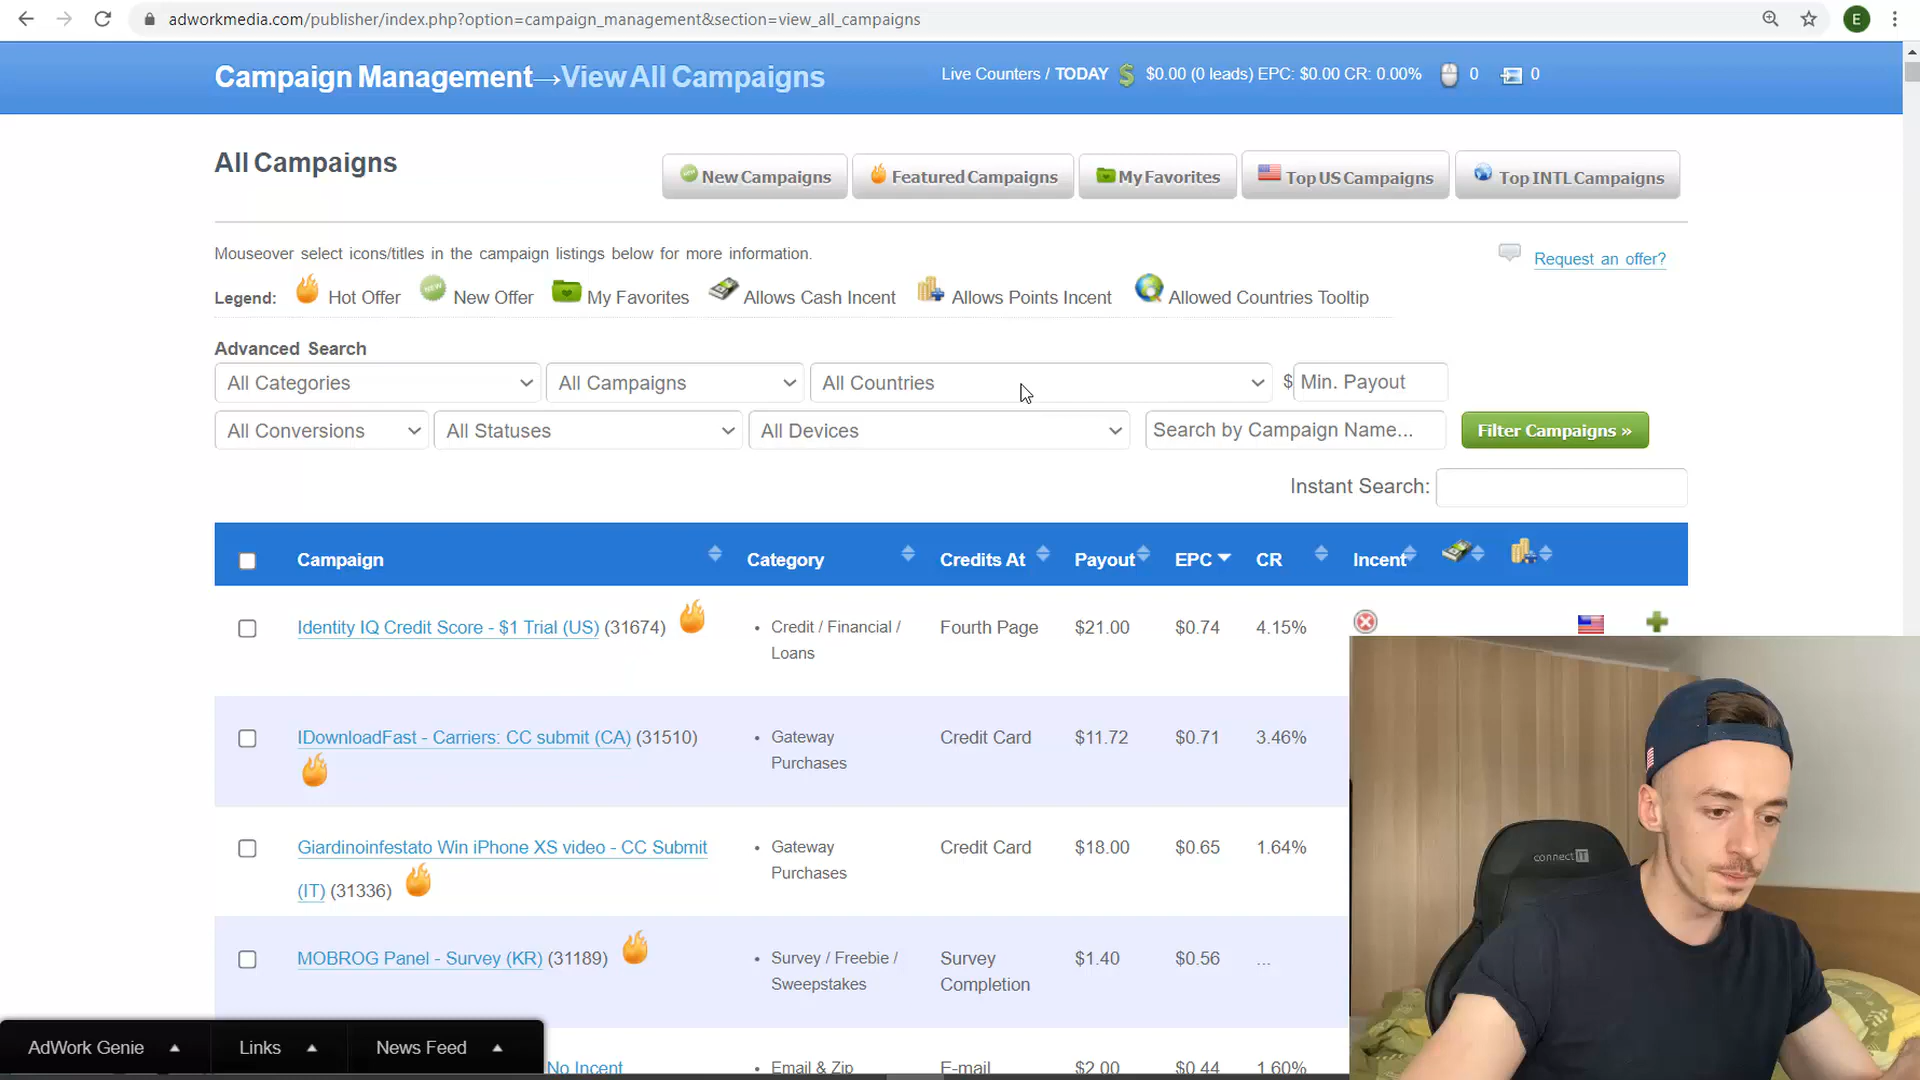 adworkmedia.com/publisher/index.php?option=campaign_management&section=view_all_campaigns
E
Campaign Management→View All Campaigns
Live Counters / TODAY $0.00 (0 leads) EPC: $0.00 CR: 0.00% 0 0
All Campaigns
New Campaigns
Featured Campaigns
My Favorites
Top US Campaigns
Top INTL Campaigns
Mouseover select icons/titles in the campaign listings below for more information.
Request an offer?
Legend: Hot Offer New Offer My Favorites Allows Cash Incent Allows Points Incent Allowed Countries Tooltip
Advanced Search
All Categories All Campaigns All Countries $ Min. Payout
All Conversions All Statuses All Devices Search by Campaign Name... Filter Campaigns »
Instant Search:
Campaign Category Credits At Payout EPC CR Incent
Identity IQ Credit Score - $1 Trial (US) (31674) • Credit / Financial / Fourth Page $21.00 $0.74 4.15%
Loans
IDownloadFast - Carriers: CC submit (CA) (31510) • Gateway Credit Card $11.72 $0.71 3.46%
Purchases
Giardinoinfestato Win iPhone XS video - CC Submit • Gateway Credit Card $18.00 $0.65 1.64%
(IT) (31336) Purchases
MOBROG Panel - Survey (KR) (31189) • Survey / Freebie / Survey $1.40 $0.56 ...
Sweepstakes Completion
No Incent Email & Zip E-mail $2.00 $0.44 1.60%
AdWork Genie Links News Feed
connect IT